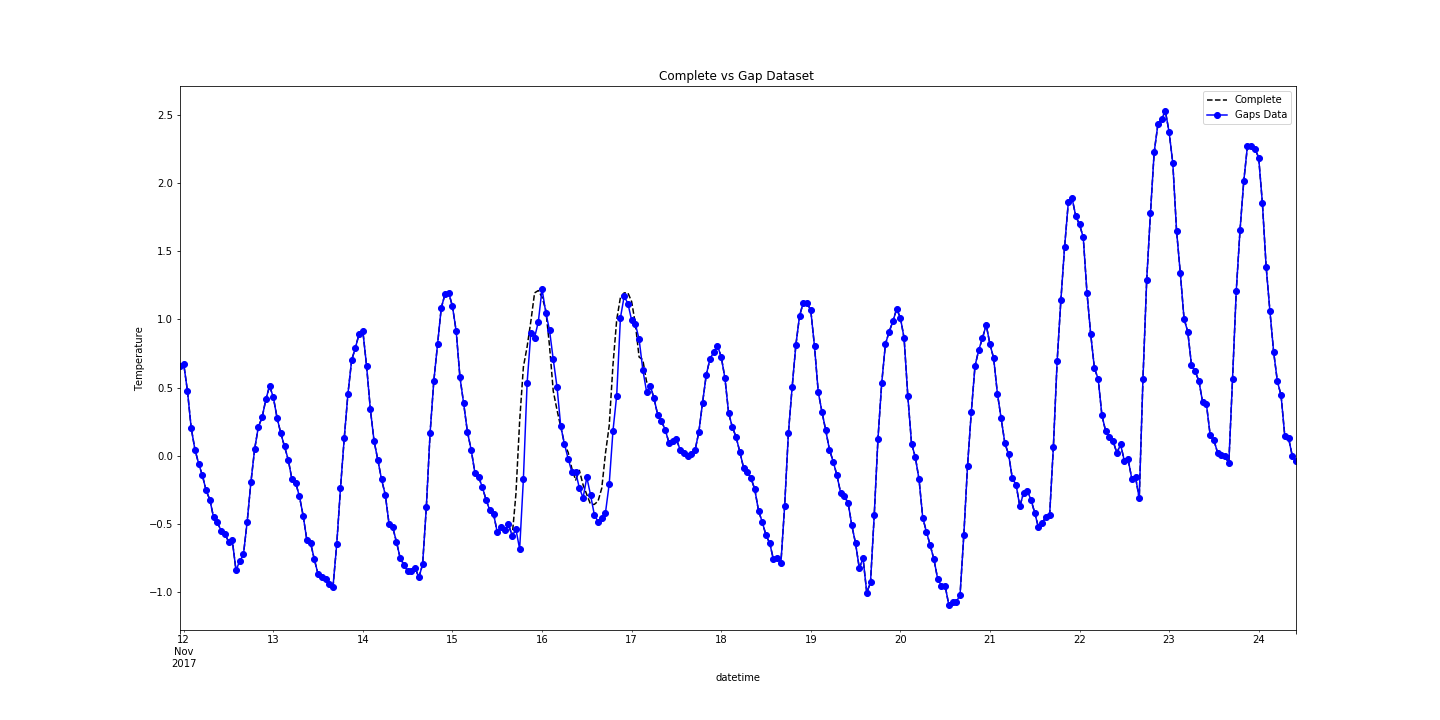 Complete vs Gap Dataset
Complete
Gaps Data
2.5
2.0
1.5
1.0
0.5
0.0
−0.5
−1.0
Temperature
12 13 14 15 16 17 18 19 20 21 22 23 24
Nov
2017
datetime